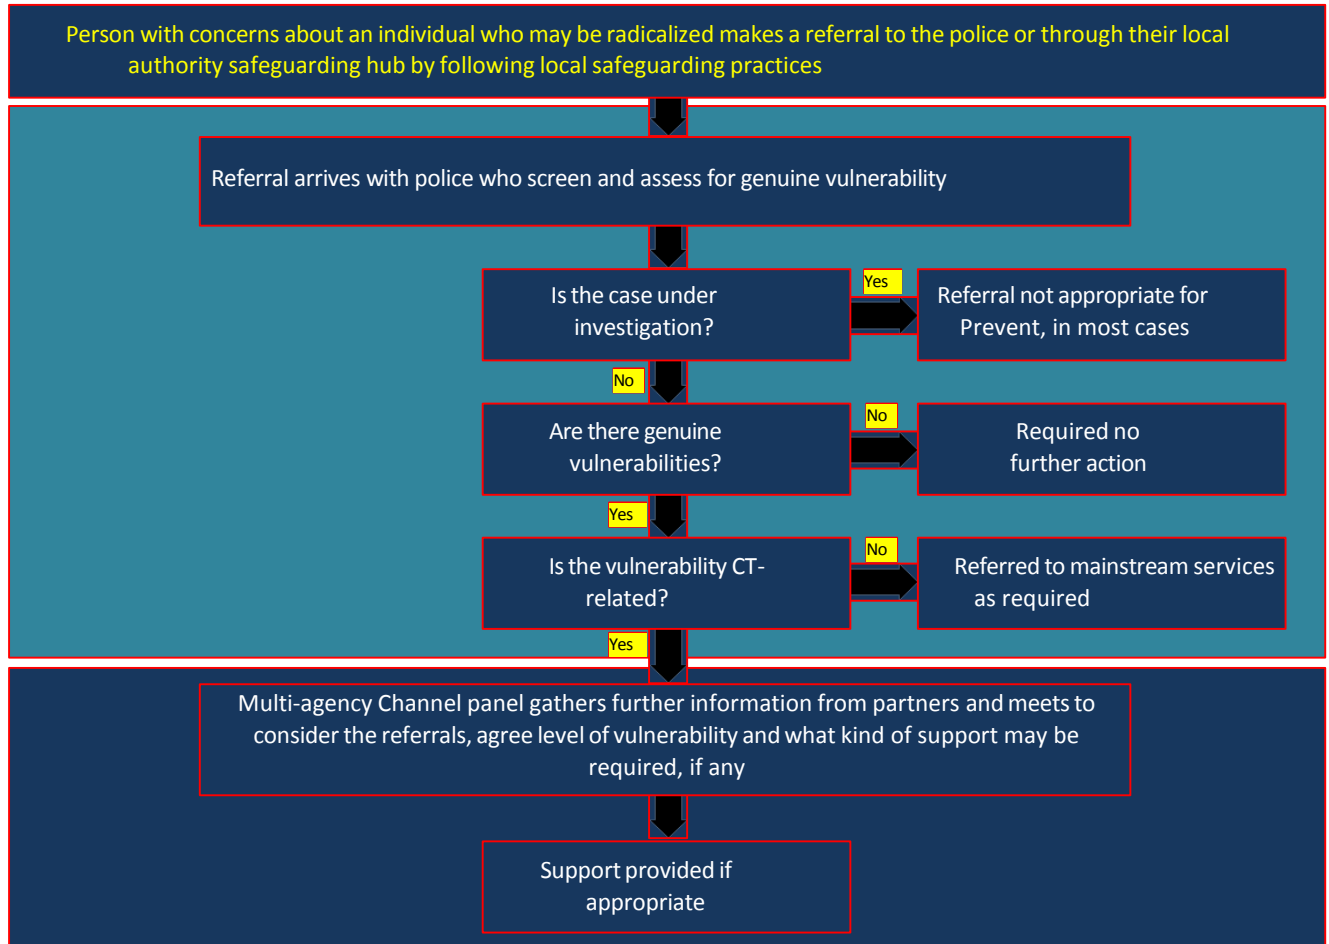 Person with concerns about an individual who may be radicalized makes a referral to the police or through their local
authority safeguarding hub by following local safeguarding practices
Referral arrives with police who screen and assess for genuine vulnerability
Is the case under
investigation?
Yes
Referral not appropriate for
Prevent, in most cases
No
Are there genuine
vulnerabilities?
No
Required no
further action
Yes
Is the vulnerability CT-
related?
No
Referred to mainstream services
as required
Yes
Multi-agency Channel panel gathers further information from partners and meets to
consider the referrals, agree level of vulnerability and what kind of support may be
required, if any
Support provided if
appropriate